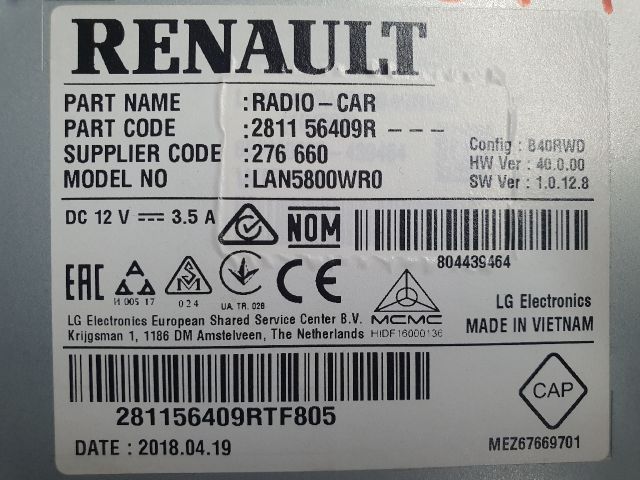 RENAULT
PART NAME : RADIO-CAR
PART CODE : 2811 56409R ---
SUPPLIER CODE : 276 660
MODEL NO : LAN5800WR0
Config : B40RWD
HW Ver : 40.0.00
SW Ver : 1.0.12.8
DC 12 V 3.5 A
NOM
804439464
EAC
И 005 17
SM
024
UA. TR. 028
CE
MCMC
HIDF16000136
LG Electronics European Shared Service Center B.V.
Krijgsman 1, 1186 DM Amstelveen, The Netherlands
LG Electronics
MADE IN VIETNAM
281156409RTF805
CAP
DATE : 2018.04.19
MEZ67669701